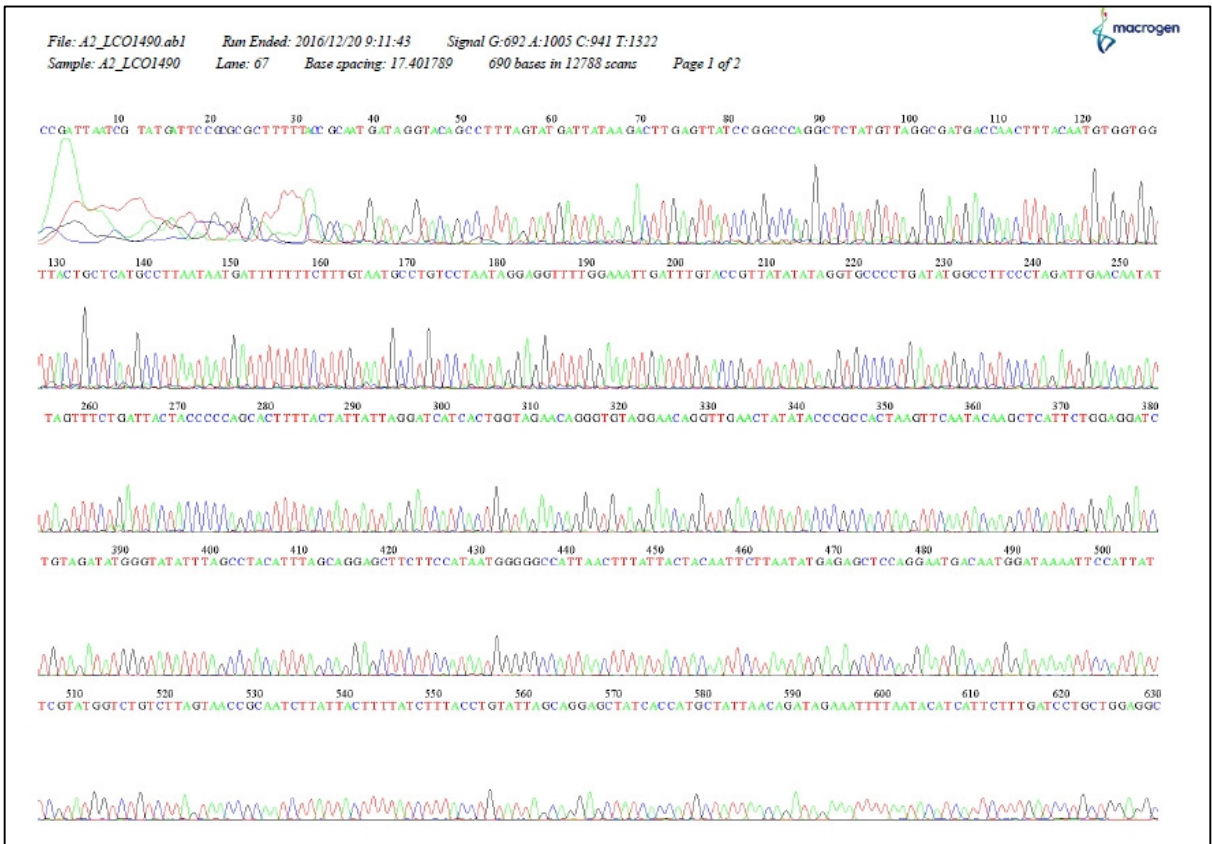 File: A2_LCO1490.ab1 Run Ended: 2016/12/20 9:11:43 Signal G:692 A:1005 C:941 T:1322
macrogen
Sample: A2_LCO1490 Lane: 67 Base spacing: 17.401789 690 bases in 12788 scans Page 1 of 2
10 20 30 40 50 60 70 80 90 100 110 120
CCGATTAATCG TATGATTCCGCGCGCTTTTTACCGCAATGATAGGTACAGCCTTTAGTATGATTATAAGACTTGAGTTATCCGGCCCAGGCTCTATGTTAGGCGATGACCAACTTTACAATGTGGTGG
130 140 150 160 170 180 190 200 210 220 230 240 250
TTACTGCTCATGCCTTAATAATGATTTTTTTCTTTGTAATGCCTGTCCTAATAGGAGGTTTTGGAAATTGATTTGTACCGTTATATATAGGTGCCCCTGATATGGCCTTCCCTAGATTGAACAATAT
260 270 280 290 300 310 320 330 340 350 360 370 380
TAGTTTCTGATTACTACCCCCAGCACTTTTACTATTATTAGGATCATCACTGGTAGAACAGGGTGTAGGAACAGGTTGAACTATATACCCGCCACTAAGTTCAATACAAGCTCATTCTGGAGGATC
390 400 410 420 430 440 450 460 470 480 490 500
TGTAGATATGGGTATATTTAGCCTACATTTAGCAGGAGCTTCTTCCATAATGGGGGCCATTAACTTTATTACTACAATTCTTAATATGAGAGCTCCAGGAATGACAATGGATAAAATTCCATTAT
510 520 530 540 550 560 570 580 590 600 610 620 630
TCGTATGGTCTGTCTTAGTAACCGCAATCTTATTACTTTTATCTTTACCTGTATTAGCAGGAGCTATCACCATGCTATTAACAGATAGAAATTTTAATACATCATTCTTTGATCCTGCTGGAGGC